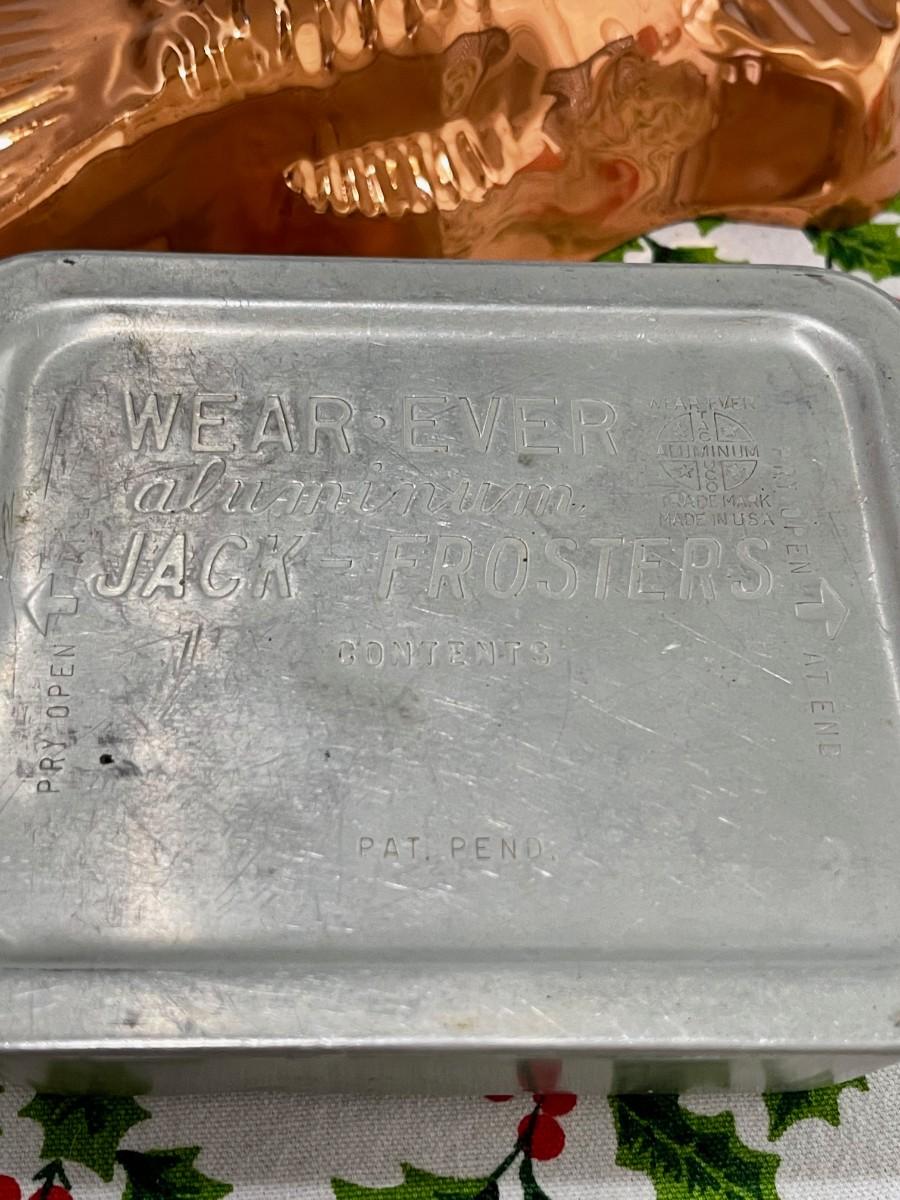 WEAR·EVER
aluminum
JACK-FROSTERS
CONTENTS
PAT. PEND.
WEAR-EVER
TAC
ALUMINUM
TRADE MARK
MADE IN U.S.A
PRY OPEN
PRY OPEN
AT END